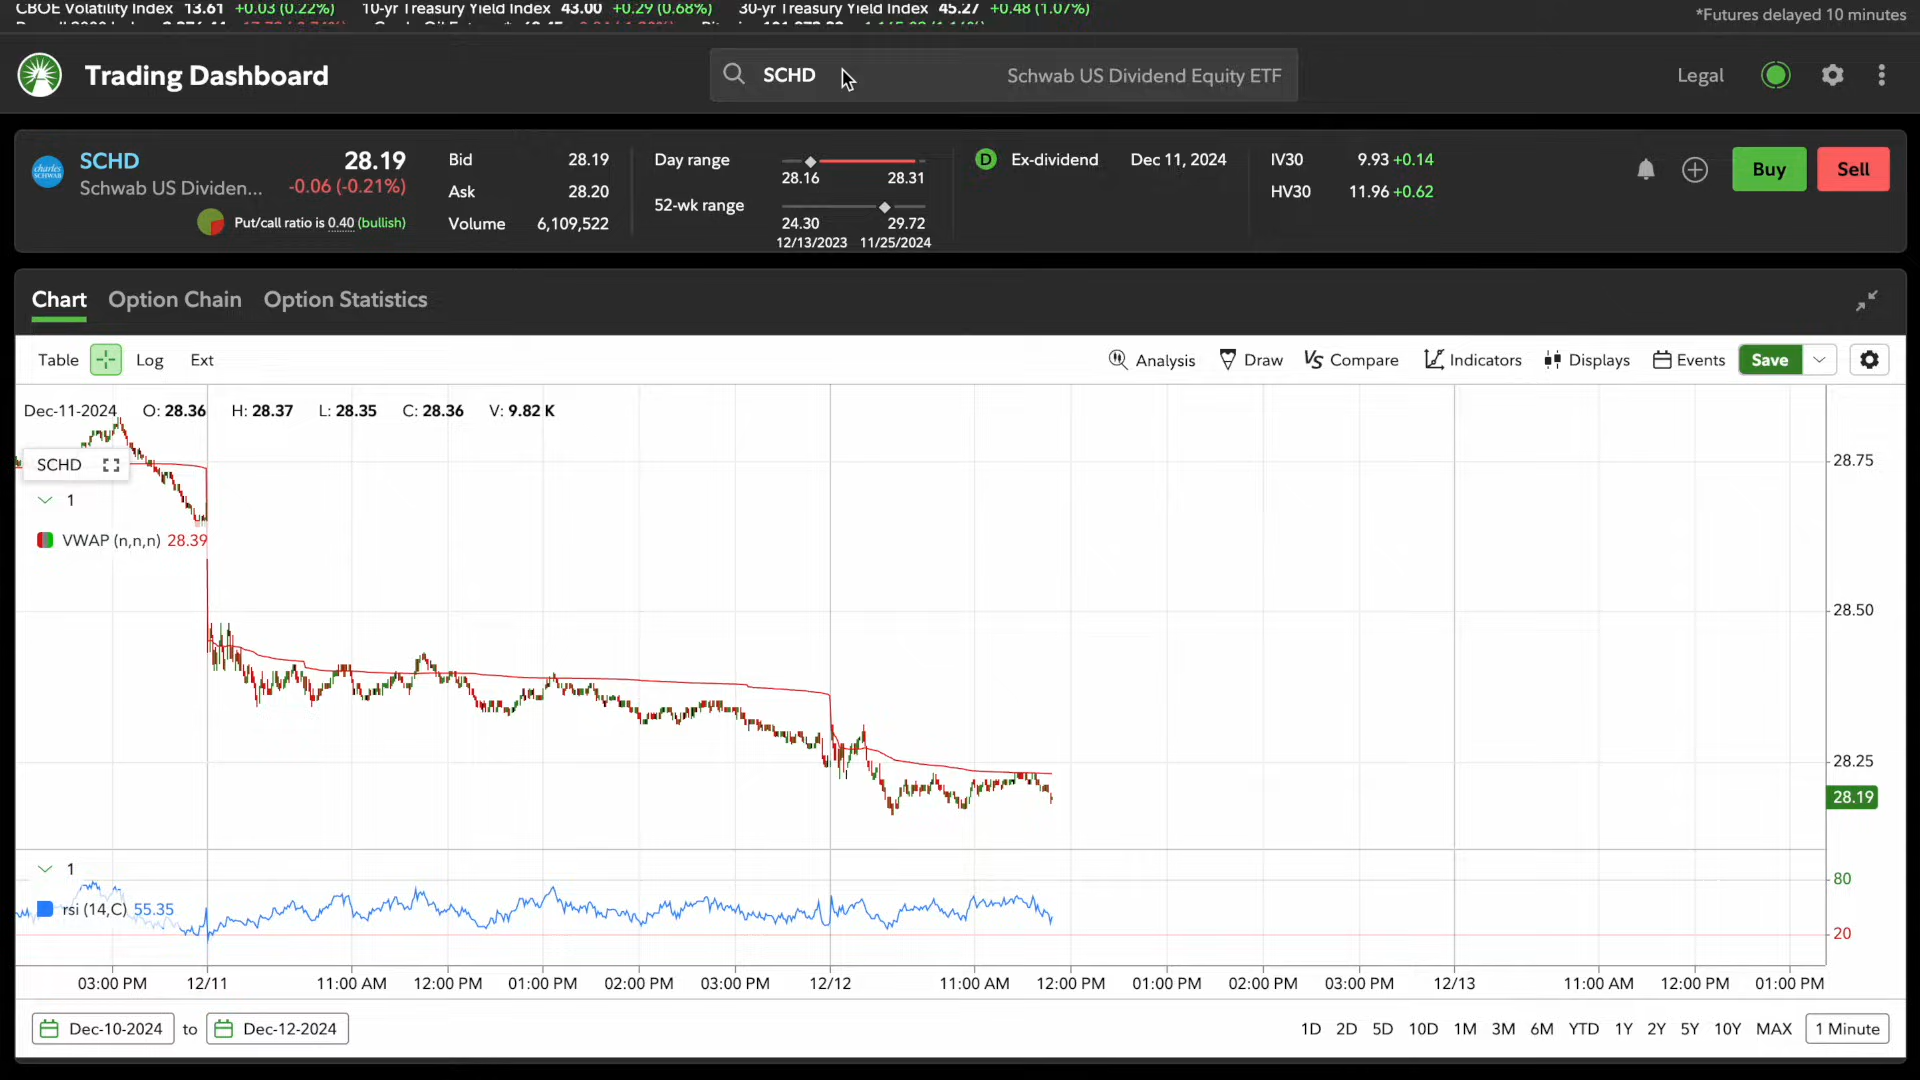 CBOE Volatility Index 13.61 +0.03 (0.22%) 10-yr Treasury Yield Index 43.00 +0.29 (0.68%) 30-yr Treasury Yield Index 45.27 +0.48 (1.07%)
*Futures delayed 10 minutes
Trading Dashboard
SCHD Schwab US Dividend Equity ETF
Legal
charles SCHWAB
SCHD 28.19
Schwab US Dividen... -0.06 (-0.21%)
Put/call ratio is 0.40 (bullish)
Bid 28.19
Ask 28.20
Volume 6,109,522
Day range
28.16 28.31
52-wk range
24.30 29.72
12/13/2023 11/25/2024
D Ex-dividend Dec 11, 2024
IV30 9.93 +0.14
HV30 11.96 +0.62
Buy Sell
Chart Option Chain Option Statistics
Table Log Ext Analysis Draw VS Compare Indicators Displays Events Save
Dec-11-2024 O: 28.36 H: 28.37 L: 28.35 C: 28.36 V: 9.82 K
SCHD
1
VWAP (n,n,n) 28.39
28.75
28.50
28.25
28.19
1
rsi (14,C) 55.35
80
20
03:00 PM 12/11 11:00 AM 12:00 PM 01:00 PM 02:00 PM 03:00 PM 12/12 11:00 AM 12:00 PM 01:00 PM 02:00 PM 03:00 PM 12/13 11:00 AM 12:00 PM 01:00 PM
Dec-10-2024 to Dec-12-2024 1D 2D 5D 10D 1M 3M 6M YTD 1Y 2Y 5Y 10Y MAX 1 Minute